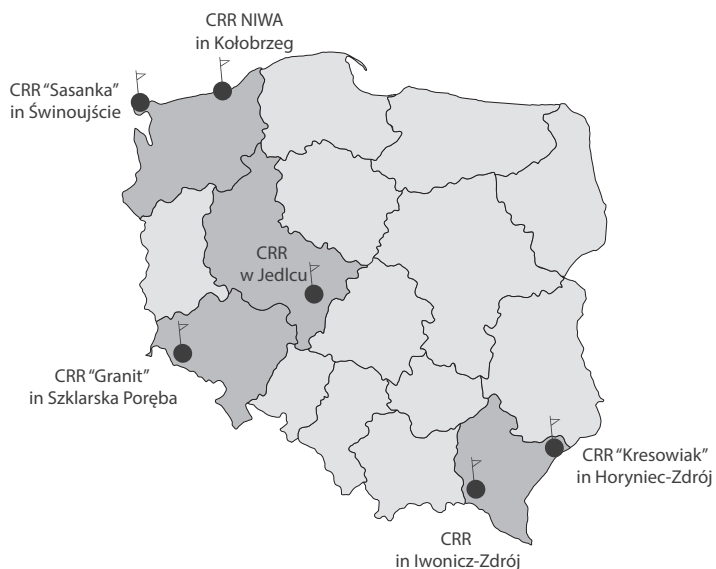 CRR NIWA
in Kołobrzeg
CRR “Sasanka”
in Świnoujście
CRR
w Jedlcu
CRR “Granit”
in Szklarska Poręba
CRR “Kresowiak”
in Horyniec-Zdrój
CRR
in Iwonicz-Zdrój